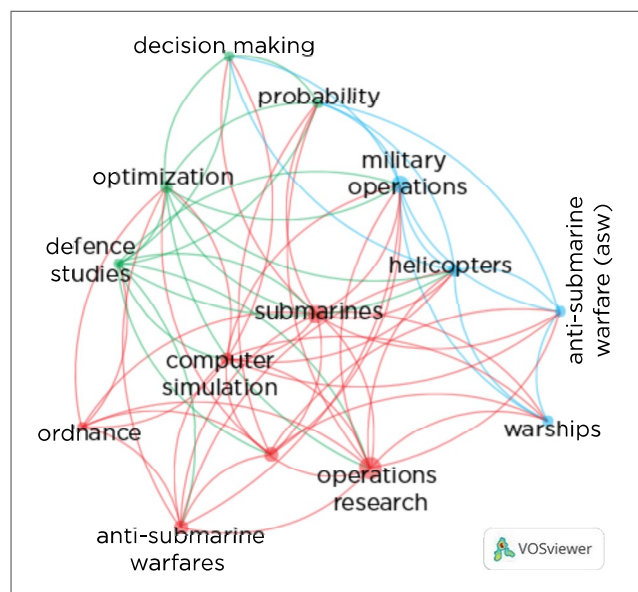 decision making
probability
military
operations
optimization
anti-submarine
warfare (asw)
defence
studies
helicopters
submarines
computer
simulation
ordnance
warships
operations
research
anti-submarine
warfares
VOSviewer